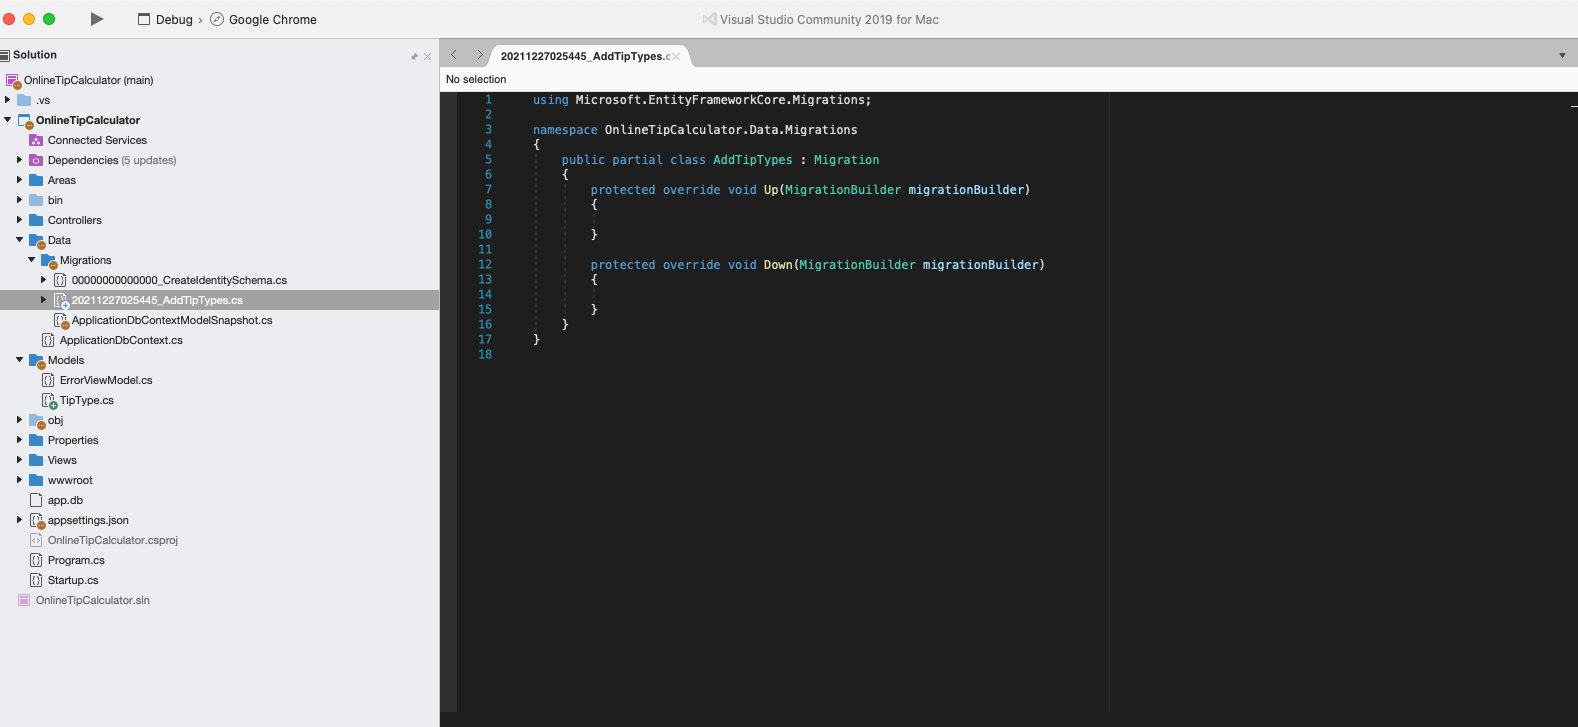 Debug › Google Chrome
Visual Studio Community 2019 for Mac
Solution
OnlineTipCalculator (main)
.vs
OnlineTipCalculator
Connected Services
Dependencies (5 updates)
Areas
bin
Controllers
Data
Migrations
00000000000000_CreateIdentitySchema.cs
20211227025445_AddTipTypes.cs
ApplicationDbContextModelSnapshot.cs
ApplicationDbContext.cs
Models
ErrorViewModel.cs
TipType.cs
obj
Properties
Views
wwwroot
app.db
appsettings.json
OnlineTipCalculator.csproj
Program.cs
Startup.cs
OnlineTipCalculator.sln
20211227025445_AddTipTypes.c
No selection
1 using Microsoft.EntityFrameworkCore.Migrations;
2
3 namespace OnlineTipCalculator.Data.Migrations
4 {
5 public partial class AddTipTypes : Migration
6 {
7 protected override void Up(MigrationBuilder migrationBuilder)
8 {
9
10 }
11
12 protected override void Down(MigrationBuilder migrationBuilder)
13 {
14
15 }
16 }
17 }
18